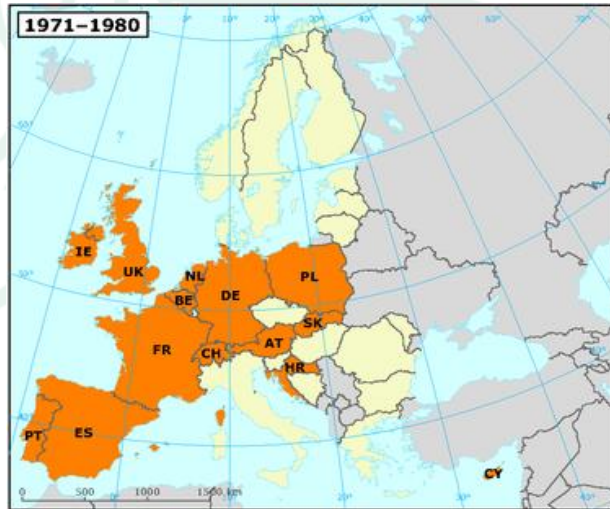 1971–1980
IE
UK
NL
BE
DE
PL
SK
FR
CH
AT
HR
PT
ES
CY
0 500 1000 1500 km